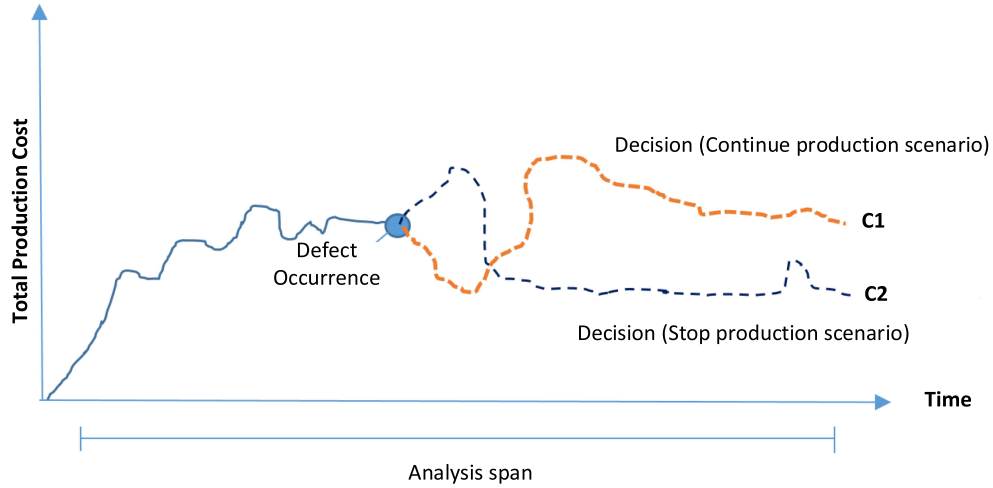 Total Production Cost
Decision (Continue production scenario)
C1
Defect
Occurrence
C2
Decision (Stop production scenario)
Time
Analysis span